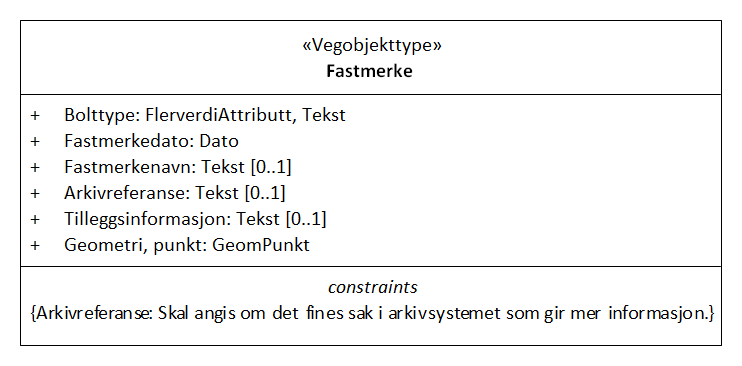 «Vegobjekttype»
Fastmerke
+ Bolttype: FlerverdiAttributt, Tekst
+ Fastmerkedato: Dato
+ Fastmerkenavn: Tekst [0..1]
+ Arkivreferanse: Tekst [0..1]
+ Tilleggsinformasjon: Tekst [0..1]
+ Geometri, punkt: GeomPunkt
constraints
{Arkivreferanse: Skal angis om det fines sak i arkivsystemet som gir mer informasjon.}